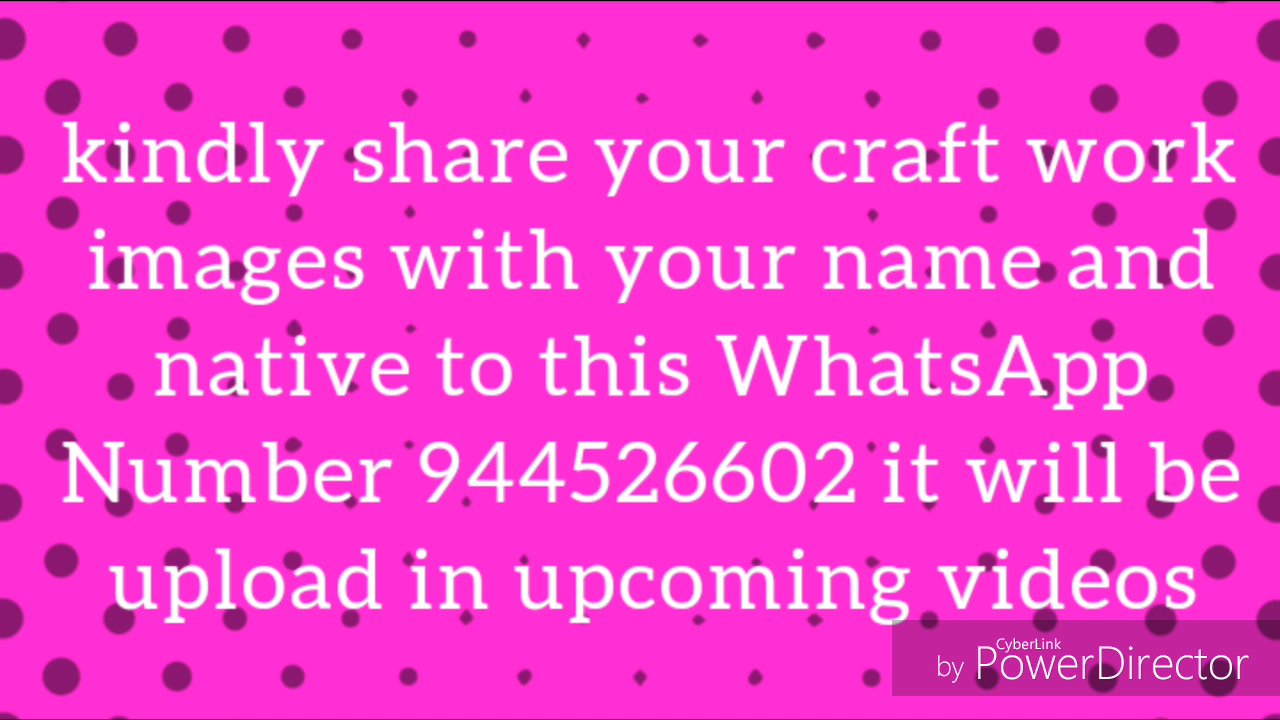 kindly share your craft work
images with your name and
native to this WhatsApp
Number 944526602 it will be
upload in upcoming videos
CyberLink
by PowerDirector